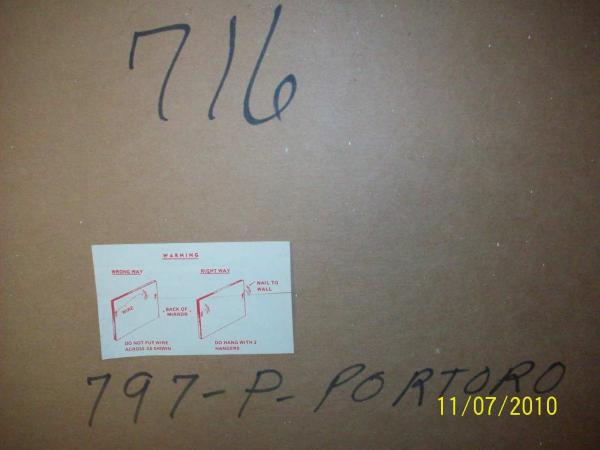 716
WARNING
WRONG WAY
RIGHT WAY
NAIL TO
WALL
WIRE
BACK OF
MIRROR
DO NOT PUT WIRE
ACROSS AS SHOWN
DO HANG WITH 2
HANGERS
797-P-PORTORO
11/07/2010